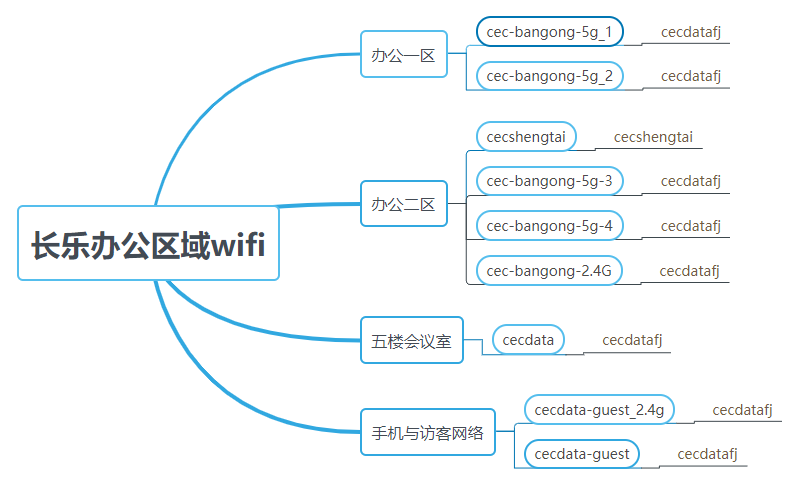 长乐办公区域wifi
办公一区
cec-bangong-5g_1
cecdatafj
cec-bangong-5g_2
cecdatafj
办公二区
cecshengtai
cecshengtai
cec-bangong-5g-3
cecdatafj
cec-bangong-5g-4
cecdatafj
cec-bangong-2.4G
cecdatafj
五楼会议室
cecdata
cecdatafj
手机与访客网络
cecdata-guest_2.4g
cecdatafj
cecdata-guest
cecdatafj